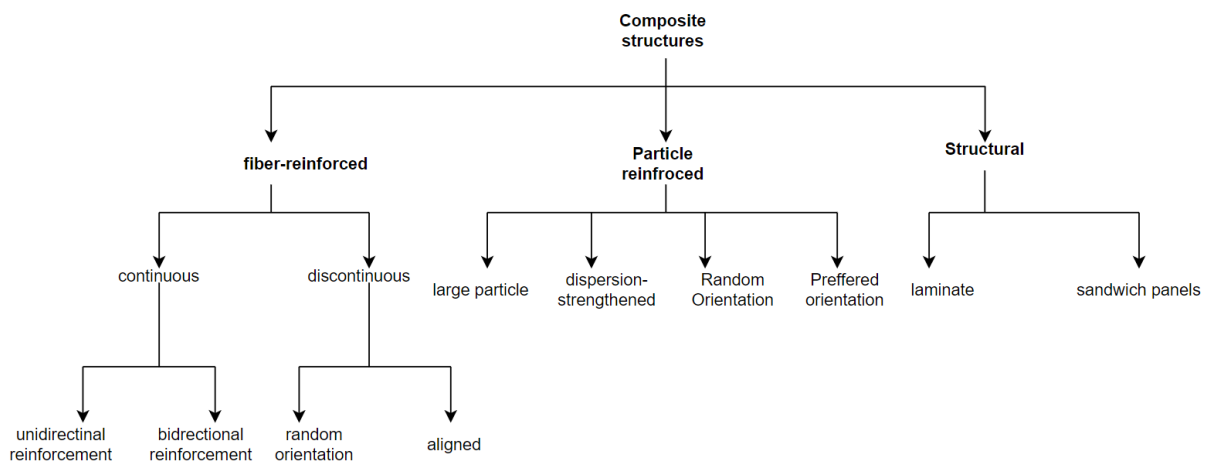 Composite
structures
fiber-reinforced
Particle
reinfroced
Structural
continuous
discontinuous
large particle
dispersion-
strengthened
Random
Orientation
Preffered
orientation
laminate
sandwich panels
unidirectinal
reinforcement
bidrectional
reinforcement
random
orientation
aligned